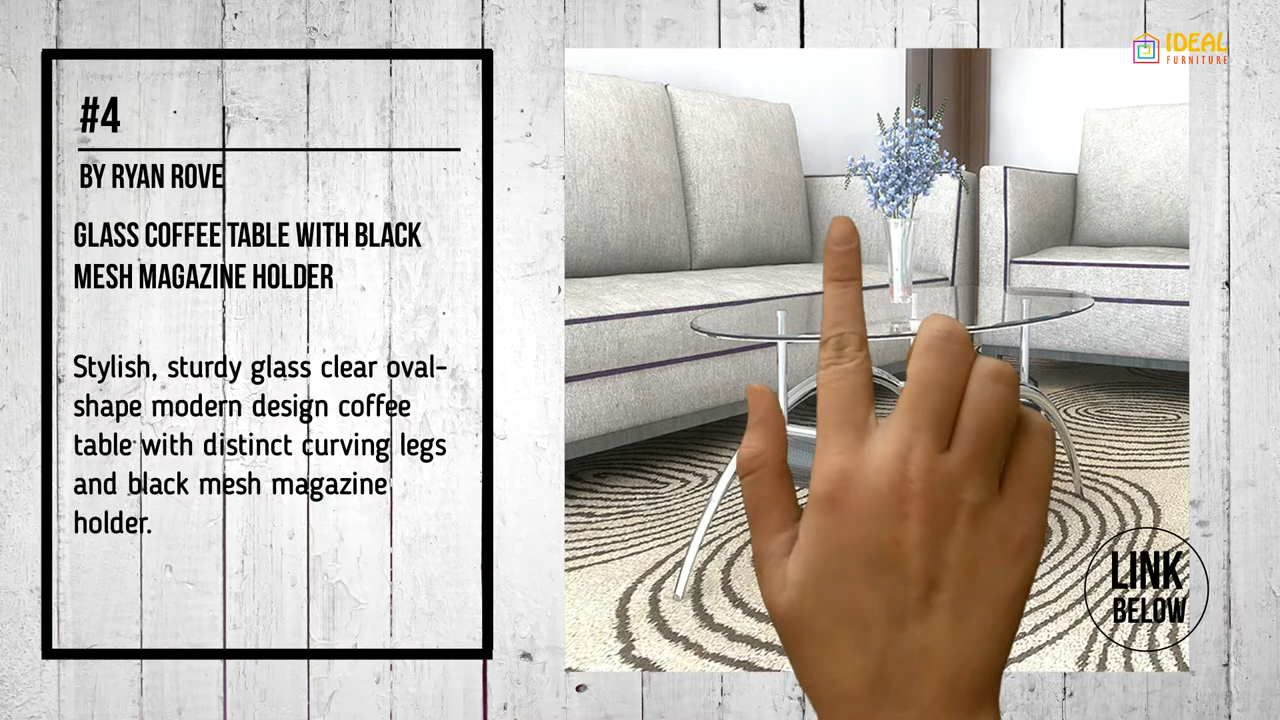 #4
BY RYAN ROVE
GLASS COFFEE TABLE WITH BLACK
MESH MAGAZINE HOLDER
Stylish, sturdy glass clear oval-
shape modern design coffee
table with distinct curving legs
and black mesh magazine
holder.
IDEAL
FURNITURE
LINK
BELOW